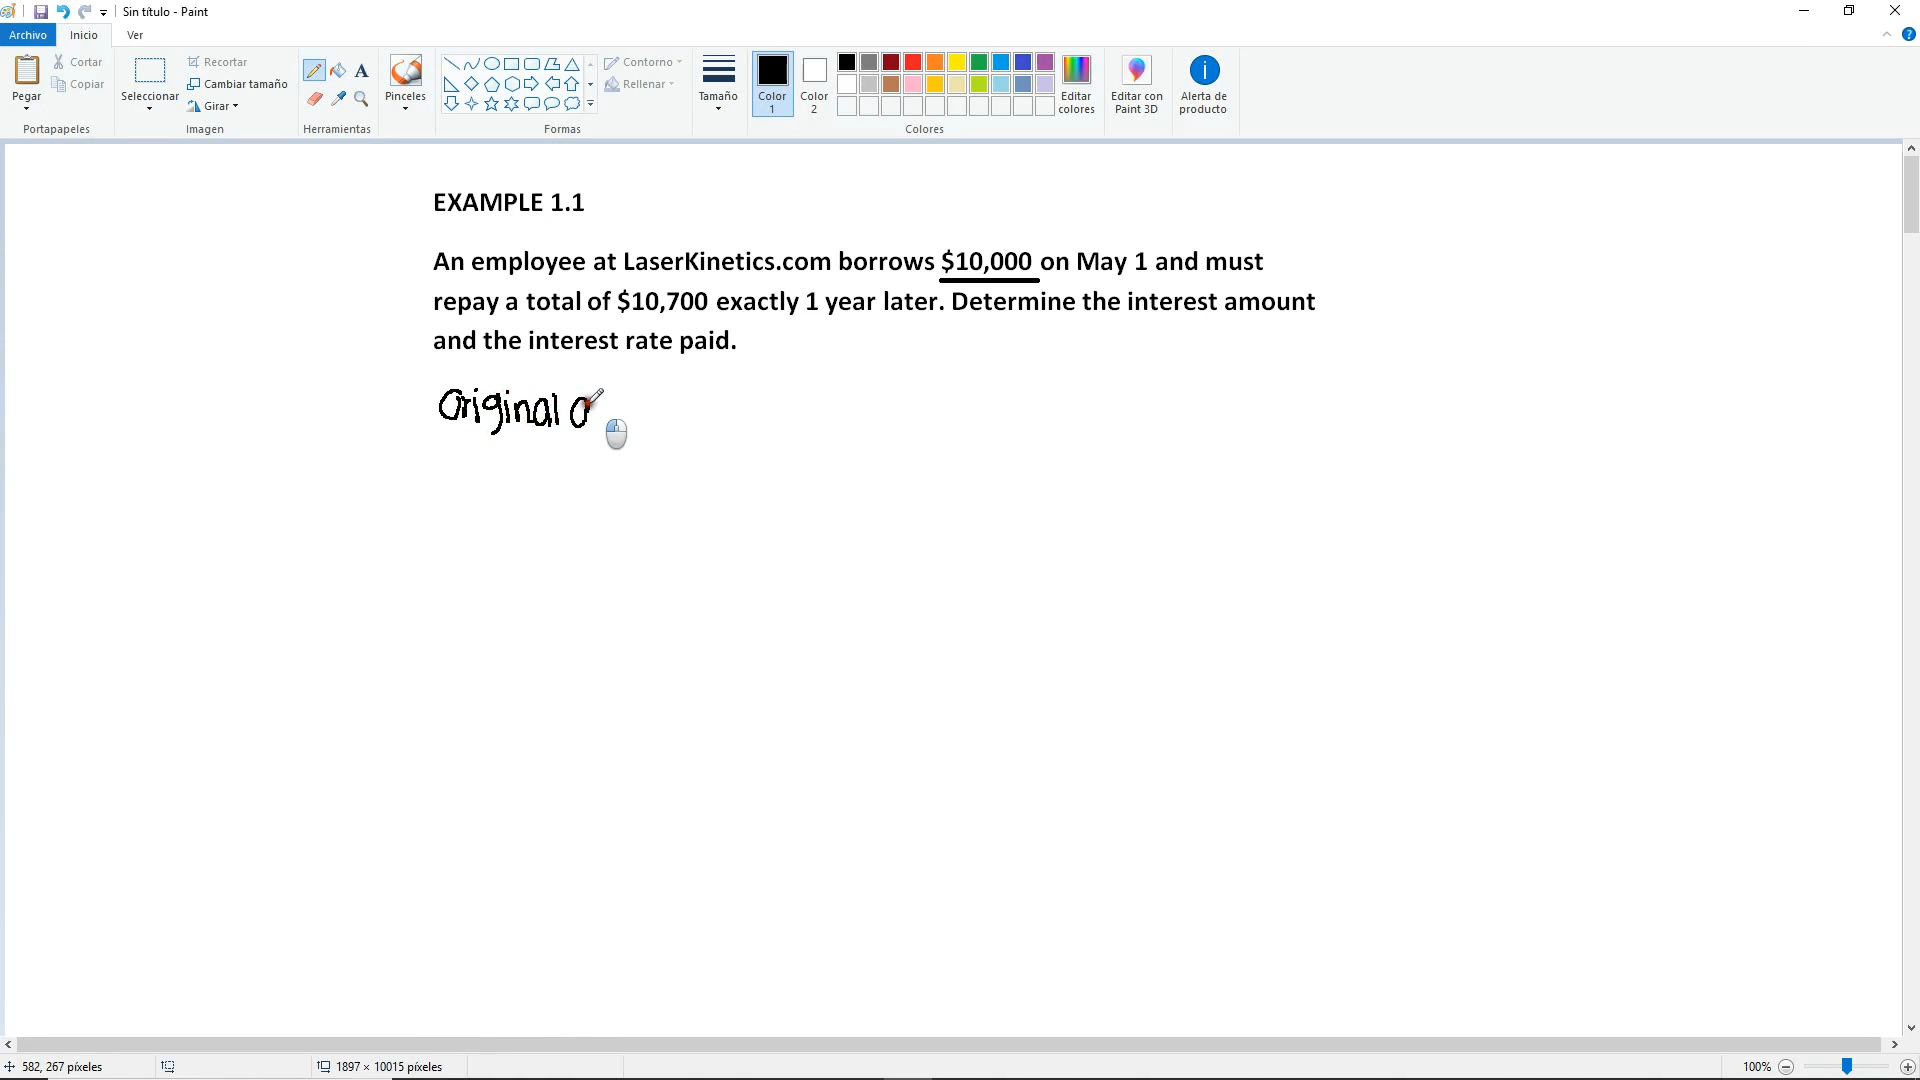 Sin título - Paint
Archivo Inicio Ver
Pegar
Cortar
Copiar
Portapapeles
Seleccionar
Recortar
Cambiar tamaño
Girar
Imagen
A
Herramientas
Pinceles
Contorno
Rellenar
Formas
Tamaño
Color 1
Color 2
Editar colores
Colores
Editar con Paint 3D
Alerta de producto
EXAMPLE 1.1
An employee at LaserKinetics.com borrows $10,000 on May 1 and must
repay a total of $10,700 exactly 1 year later. Determine the interest amount
and the interest rate paid.
Original a
582, 267 píxeles
1897 × 10015 píxeles
100%